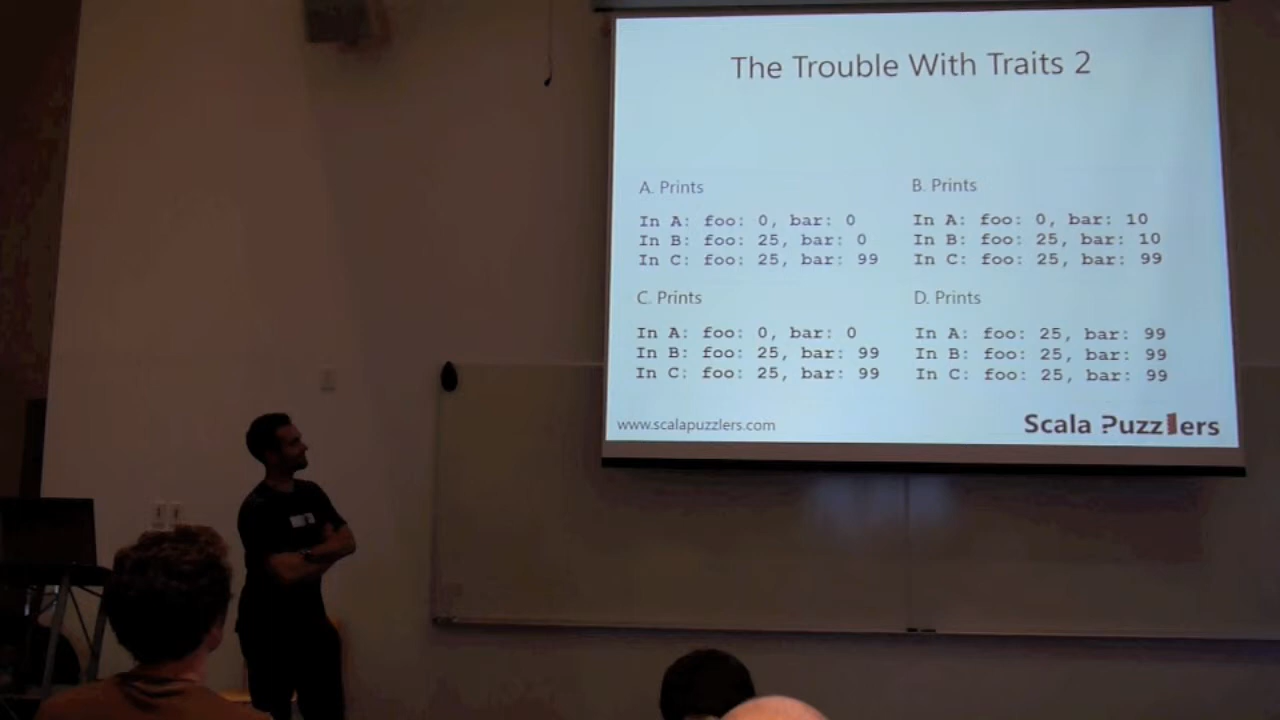 The Trouble With Traits 2
A. Prints
In A: foo: 0, bar: 0
In B: foo: 25, bar: 0
In C: foo: 25, bar: 99
B. Prints
In A: foo: 0, bar: 10
In B: foo: 25, bar: 10
In C: foo: 25, bar: 99
C. Prints
In A: foo: 0, bar: 0
In B: foo: 25, bar: 99
In C: foo: 25, bar: 99
D. Prints
In A: foo: 25, bar: 99
In B: foo: 25, bar: 99
In C: foo: 25, bar: 99
www.scalapuzzlers.com
Scala Puzzlers